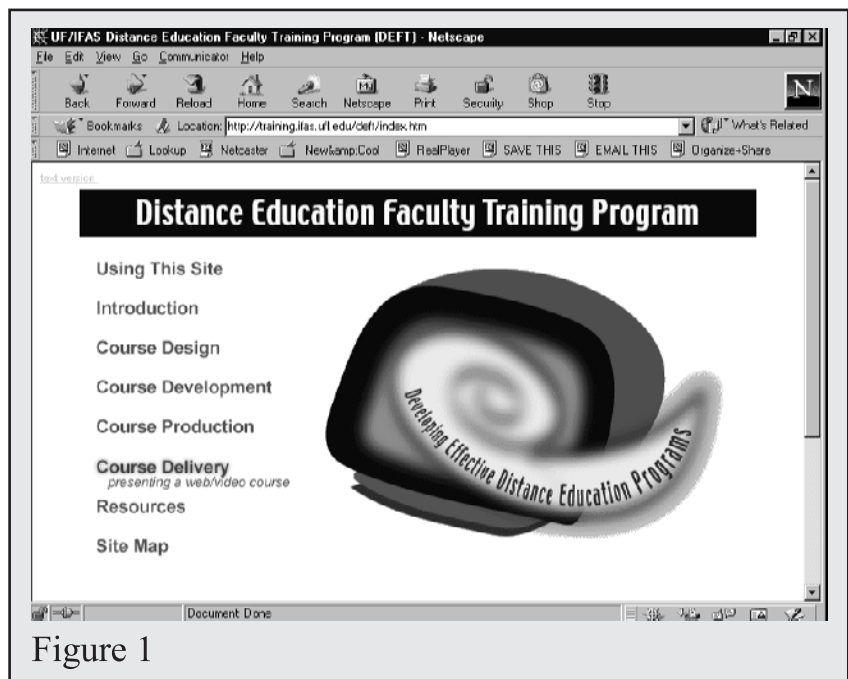 UF/IFAS Distance Education Faculty Training Program (DEFT) - Netscape
File Edit View Go Communicator Help
Back Forward Reload Home Search Netscape Print Security Shop Stop
Bookmarks Location: http://training.ifas.ufl.edu/deft/index.htm What's Related
Internet Lookup Netcaster New&amp;Cool RealPlayer SAVE THIS EMAIL THIS Organize+Share
text version
Distance Education Faculty Training Program
Using This Site
Introduction
Course Design
Course Development
Course Production
Course Delivery
presenting a web/video course
Resources
Site Map
Developing Effective Distance Education Programs
Document Done
Figure 1